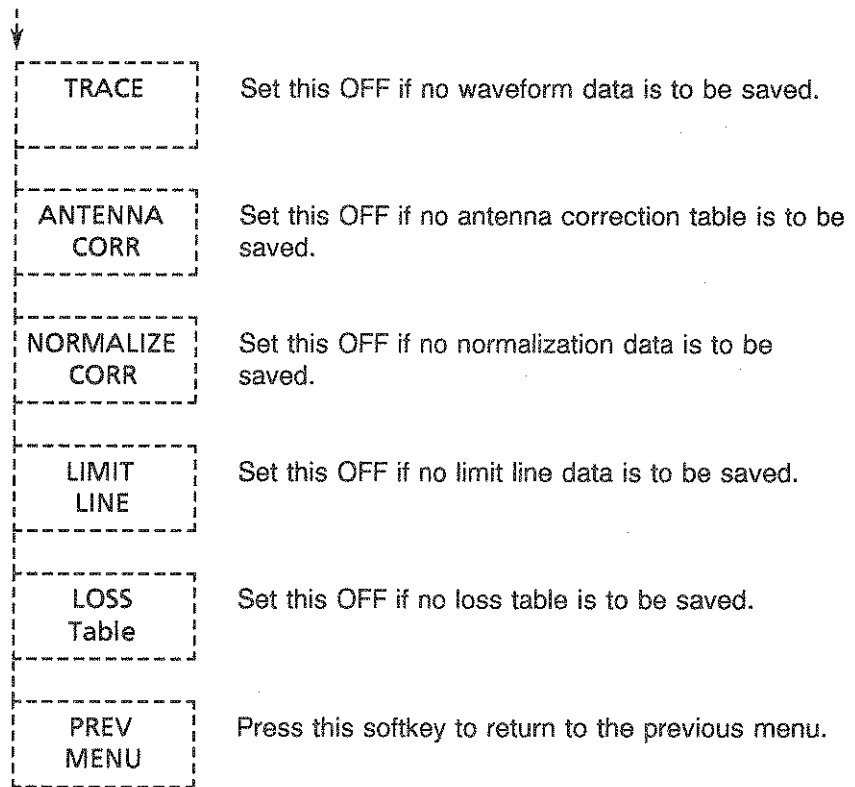 TRACE
Set this OFF if no waveform data is to be saved.
ANTENNA
CORR
Set this OFF if no antenna correction table is to be
saved.
NORMALIZE
CORR
Set this OFF if no normalization data is to be
saved.
LIMIT
LINE
Set this OFF if no limit line data is to be saved.
LOSS
Table
Set this OFF if no loss table is to be saved.
PREV
MENU
Press this softkey to return to the previous menu.